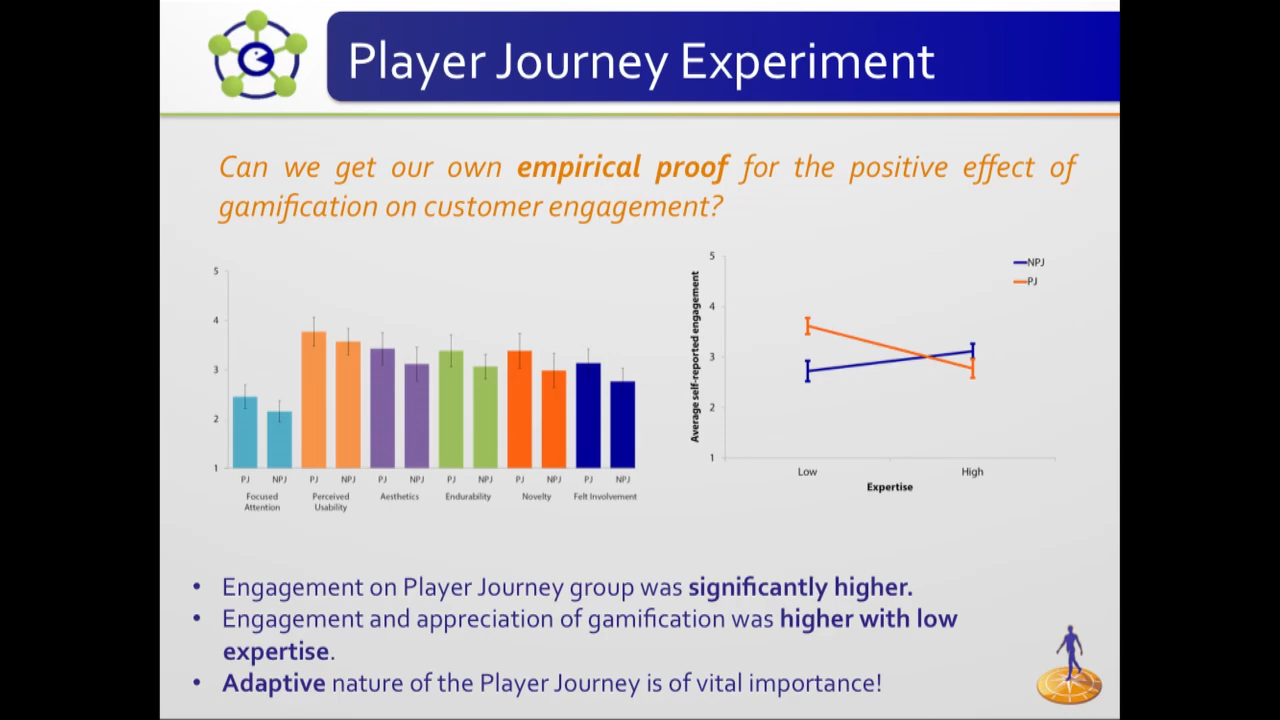 Player Journey Experiment
Can we get our own empirical proof for the positive effect of
gamification on customer engagement?
5
4
3
2
1
PJ NPJ PJ NPJ PJ NPJ PJ NPJ PJ NPJ PJ NPJ
Focused
Attention
Perceived
Usability
Aesthetics
Endurability
Novelty
Felt Involvement
Average self-reported engagement
5
4
3
2
1
NPJ
PJ
Low High
Expertise
• Engagement on Player Journey group was significantly higher.
• Engagement and appreciation of gamification was higher with low
expertise.
• Adaptive nature of the Player Journey is of vital importance!